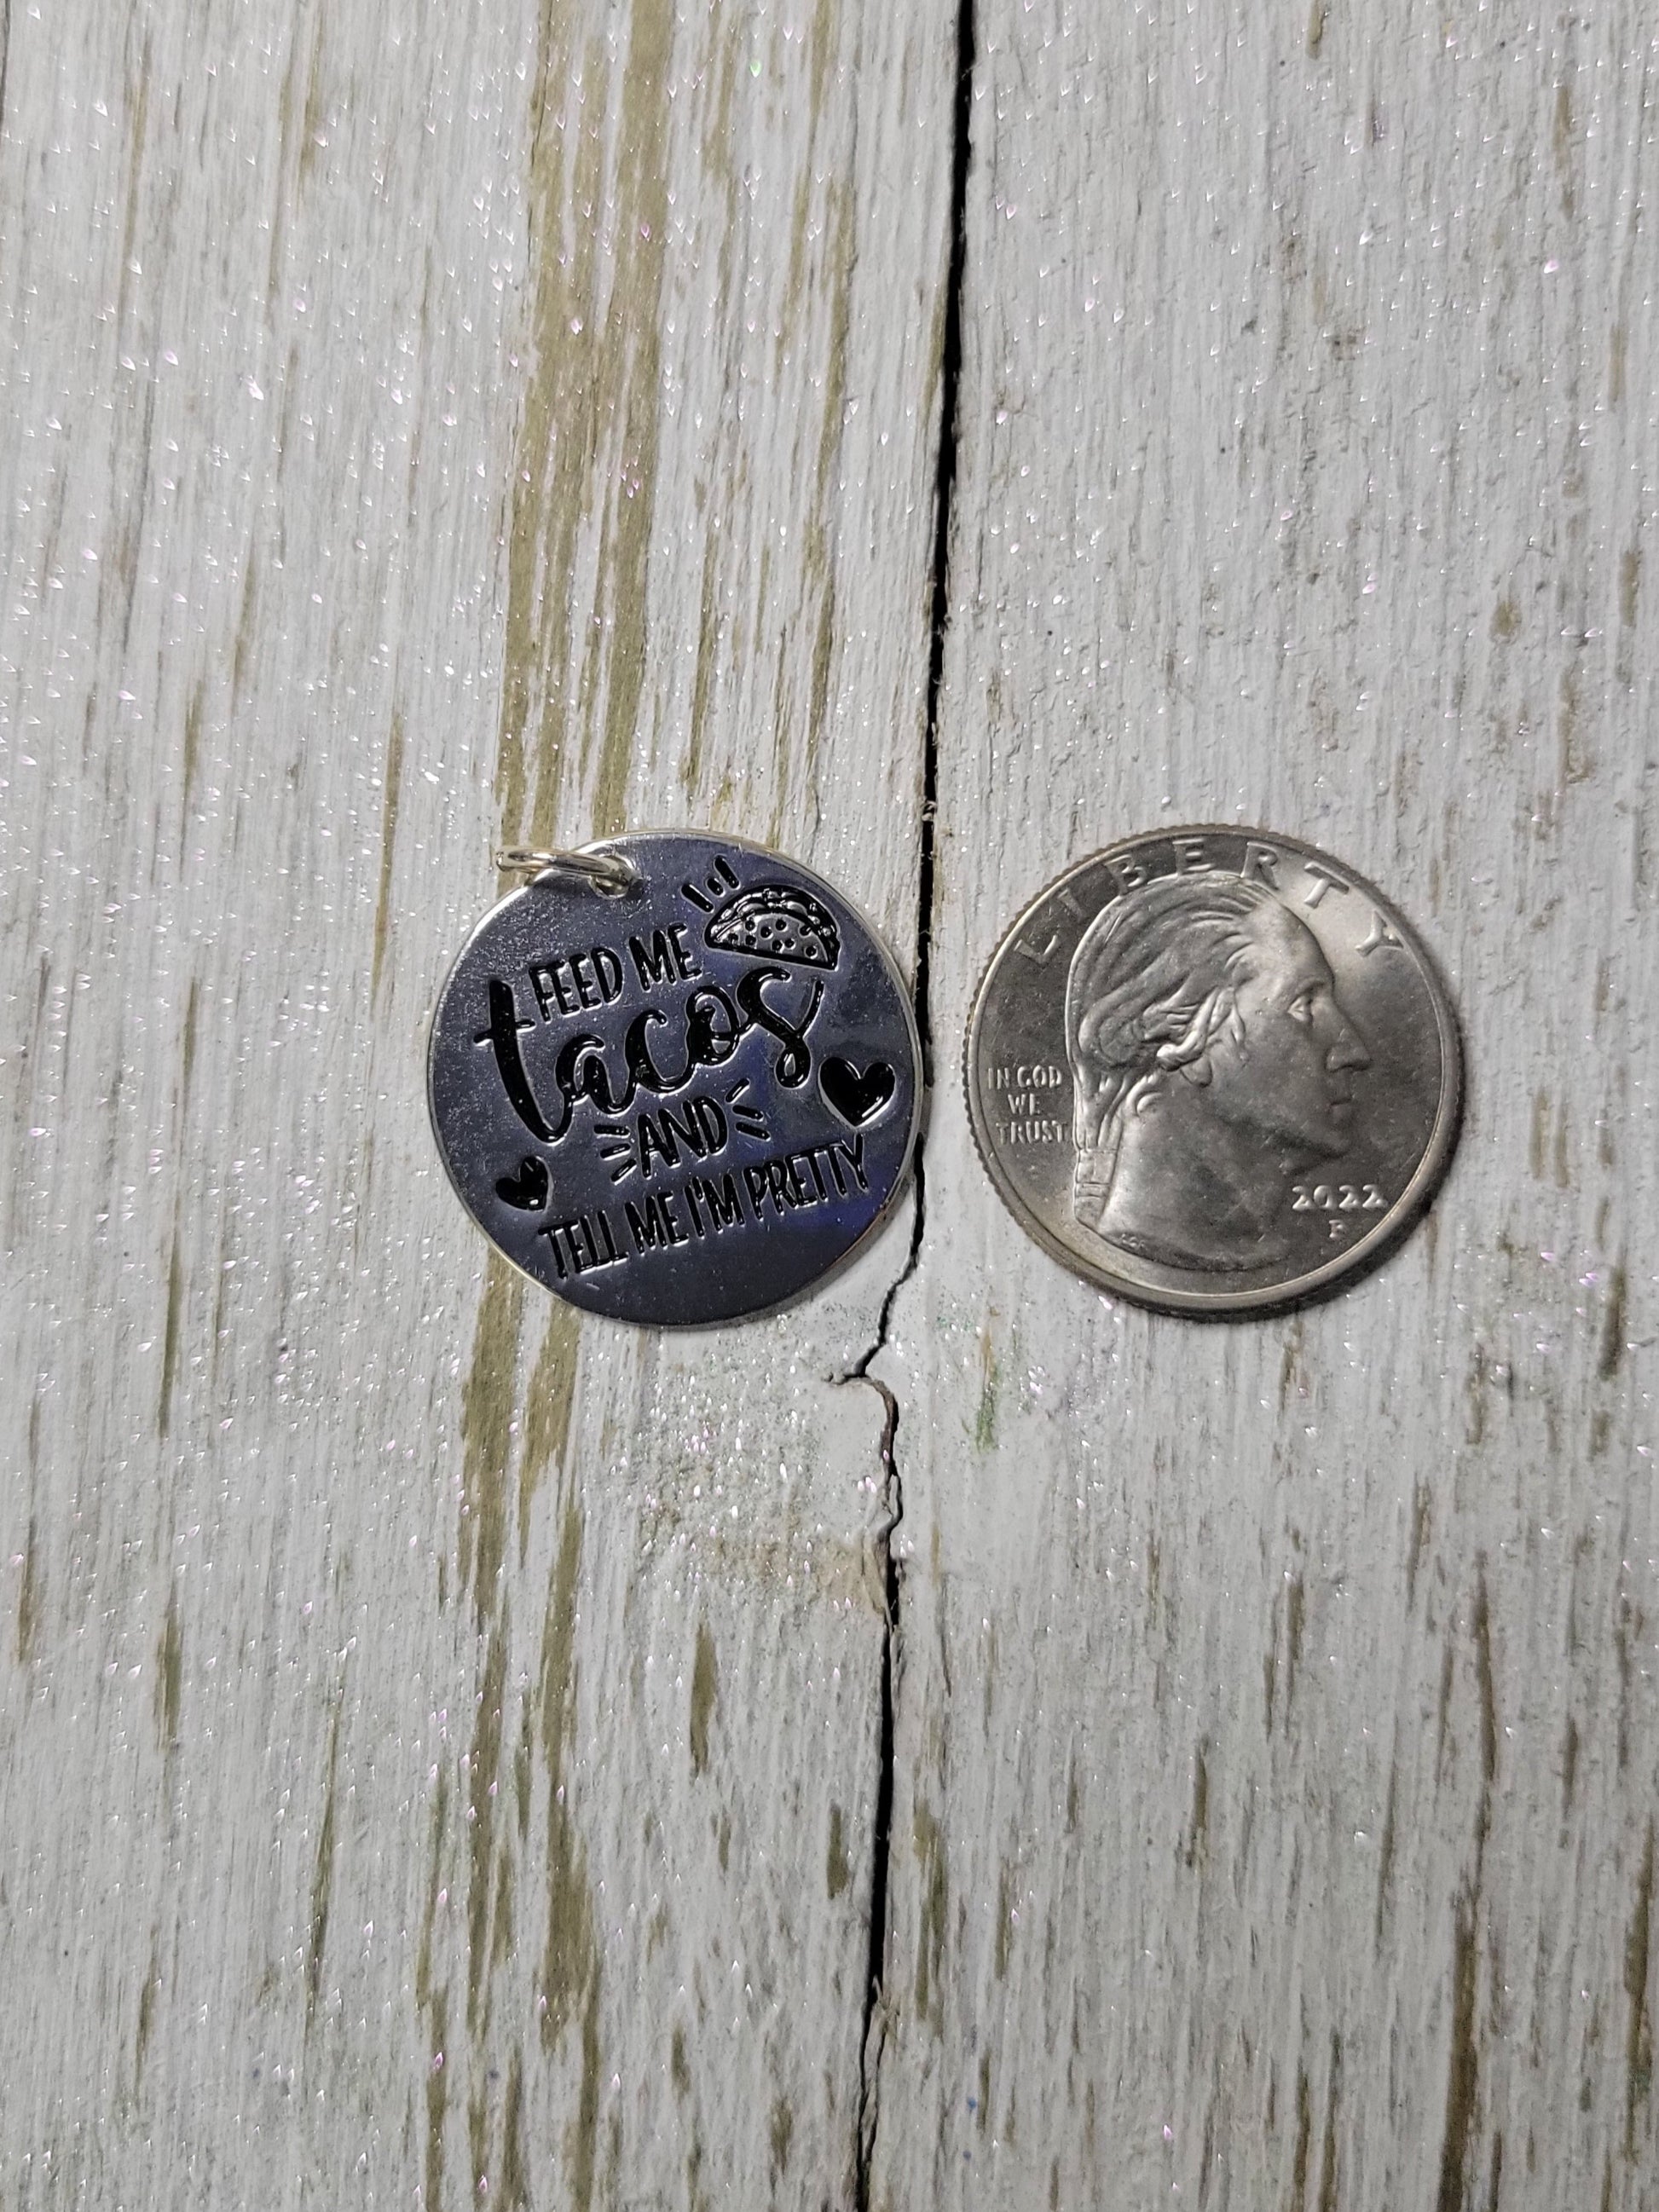 FEED ME
tacos
AND
TELL ME I'M PRETTY
LIBERTY
IN GOD
WE
TRUST
2022
P